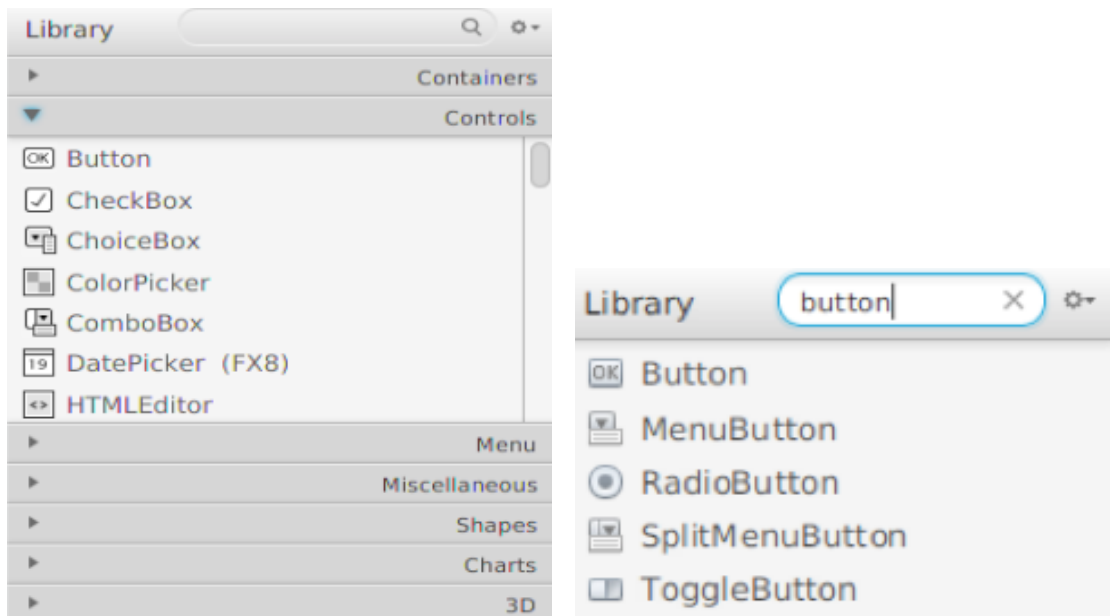 Library
Containers
Controls
OK Button
CheckBox
ChoiceBox
ColorPicker
ComboBox
19 DatePicker (FX8)
<> HTMLEditor
Menu
Miscellaneous
Shapes
Charts
3D
Library button
OK Button
MenuButton
RadioButton
SplitMenuButton
ToggleButton